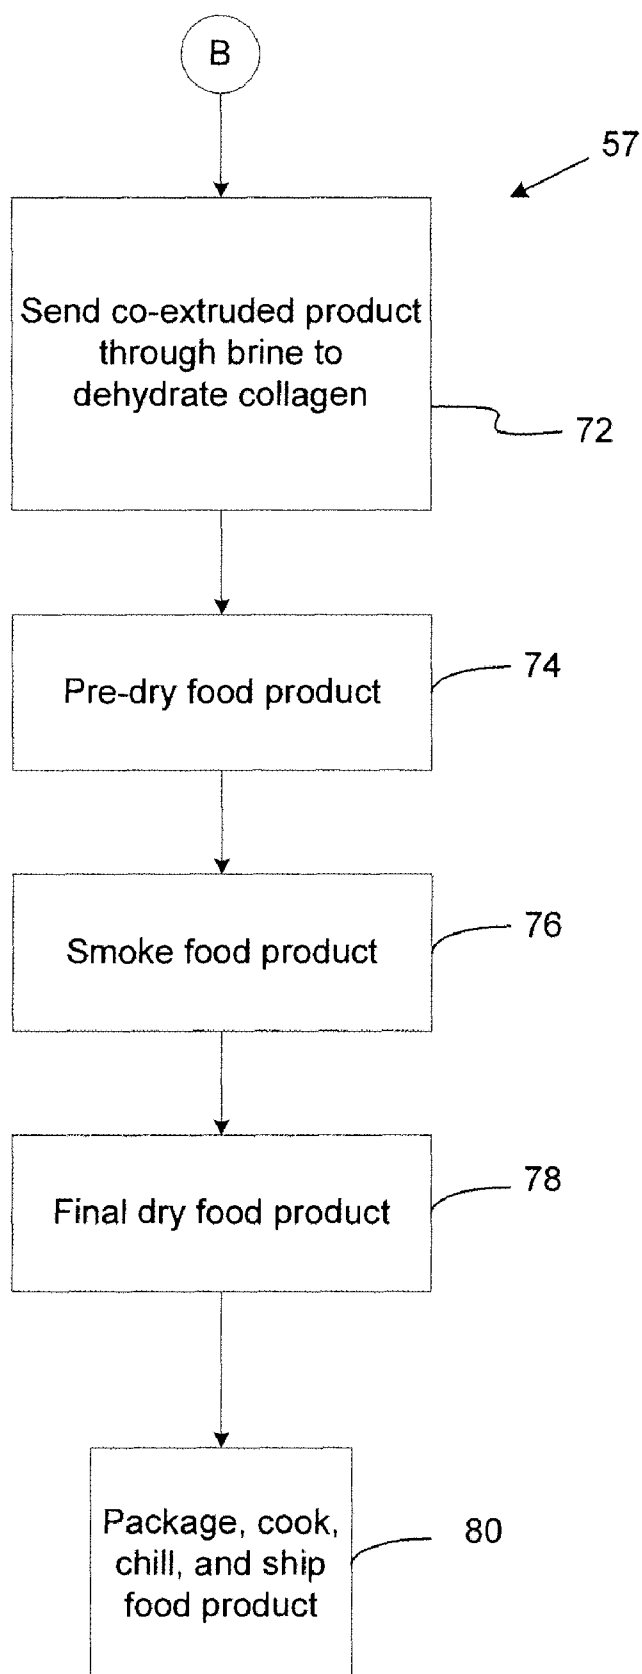 B
57
Send co-extruded product
through brine to
dehydrate collagen
72
Pre-dry food product
74
Smoke food product
76
Final dry food product
78
Package, cook,
chill, and ship
food product
80